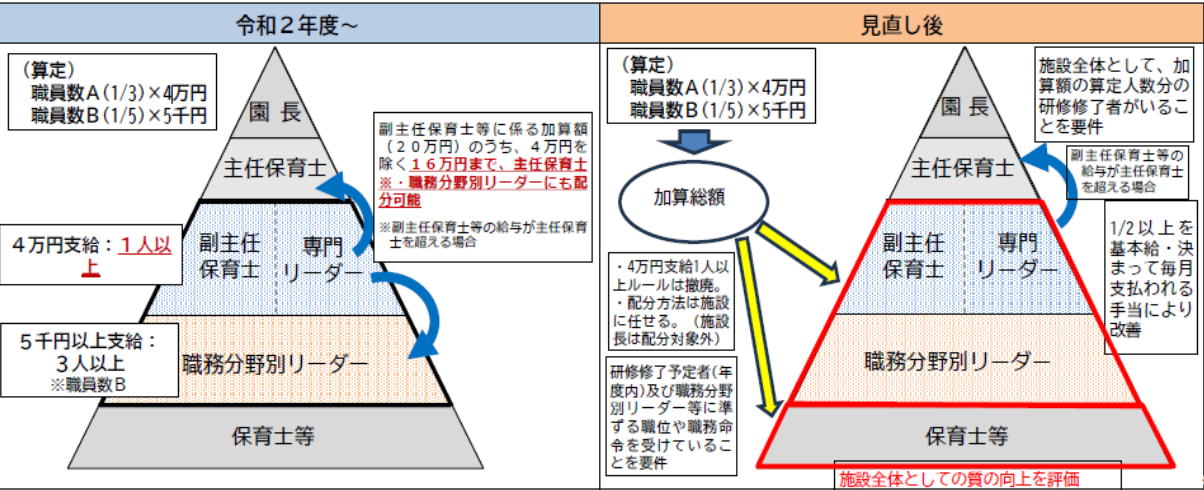 令和２年度～
（算定）
職員数Ａ(1/3)×4万円
職員数Ｂ(1/5)×5千円
園 長
主任保育士
副主任保育士等に係る加算額
（２０万円）のうち、４万円を
除く１６万円まで、主任保育士
※・職務分野別リーダーにも配
分可能
※副主任保育士等の給与が主任保育
士を超える場合
４万円支給：１人以
上
副主任
保育士
専門
リーダー
５千円以上支給：
３人以上
※職員数Ｂ
職務分野別リーダー
保育士等
見直し後
（算定）
職員数Ａ(1/3)×4万円
職員数Ｂ(1/5)×5千円
加算総額
園 長
主任保育士
施設全体として、加
算額の算定人数分の
研修修了者がいるこ
とを要件
副主任保育士等の
給与が主任保育士
を超える場合
・4万円支給1人以
上ルールは撤廃。
・配分方法は施設
に任せる。（施設
長は配分対象外）
副主任
保育士
専門
リーダー
1/2以上を
基本給・決
まって毎月
支払われる
手当により
改善
研修修了予定者(年
度内)及び職務分野
別リーダー等に準
ずる職位や職務命
令を受けているこ
とを要件
職務分野別リーダー
保育士等
施設全体としての質の向上を評価